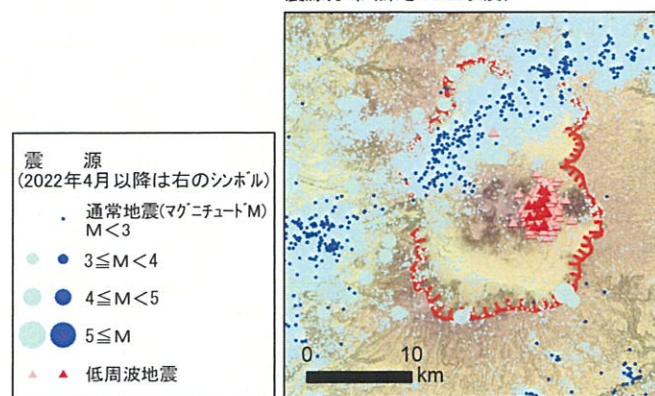 震　　源
(2022年4月以降は右のシンボル)
通常地震(マグニチュードM)
M<3
3≦M<4
4≦M<5
5≦M
低周波地震
0 10
km